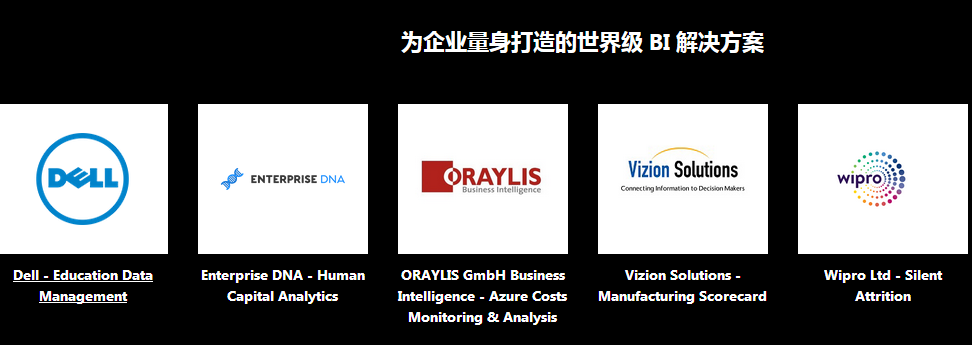 为企业量身打造的世界级 BI 解决方案
DELL
ENTERPRISE DNA
ORAYLIS
Business Intelligence
Vizion Solutions
Connecting Information to Decision Makers
wipro
Dell - Education Data
Management
Enterprise DNA - Human
Capital Analytics
ORAYLIS GmbH Business
Intelligence - Azure Costs
Monitoring & Analysis
Vizion Solutions -
Manufacturing Scorecard
Wipro Ltd - Silent
Attrition